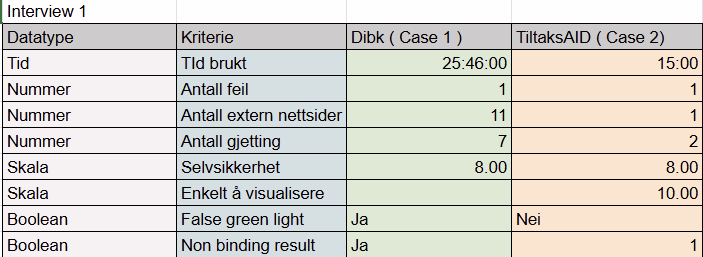 Interview 1
Datatype Kriterie Dibk ( Case 1 ) TiltaksAID ( Case 2)
Tid TId brukt 25:46:00 15:00
Nummer Antall feil 1 1
Nummer Antall extern nettsider 11 1
Nummer Antall gjetting 7 2
Skala Selvsikkerhet 8.00 8.00
Skala Enkelt å visualisere 10.00
Boolean False green light Ja Nei
Boolean Non binding result Ja 1